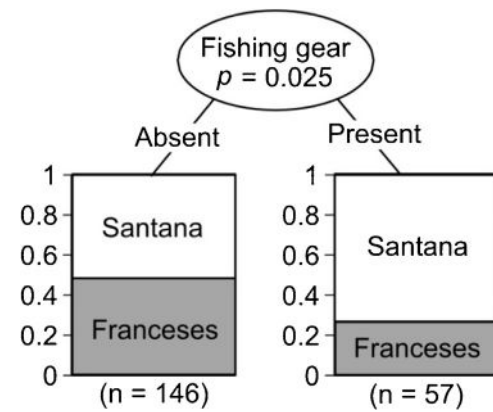 Fishing gear
p = 0.025
Absent
Present
1
0.8
0.6
0.4
0.2
0
Santana
Franceses
(n = 146)
1
0.8
0.6
0.4
0.2
0
Santana
Franceses
(n = 57)